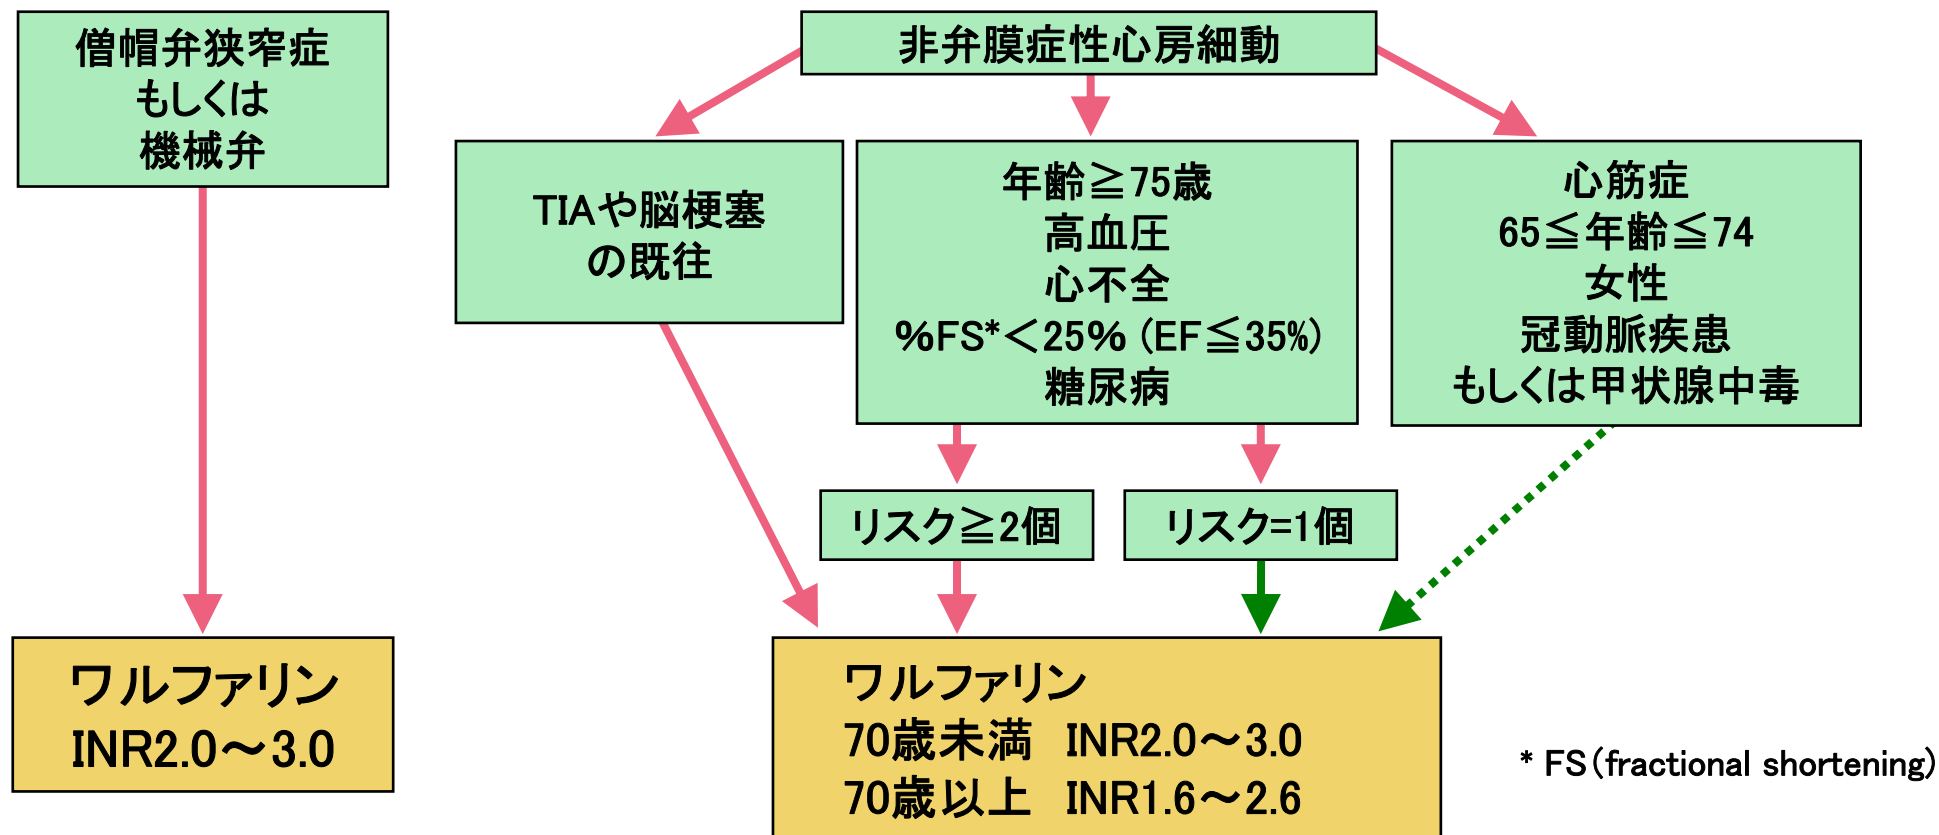 僧帽弁狭窄症
もしくは
機械弁
ワルファリン
INR2.0～3.0
非弁膜症性心房細動
TIAや脳梗塞
の既往
年齢≧75歳
高血圧
心不全
%FS*＜25%（EF≦35%）
糖尿病
リスク≧2個
リスク=1個
心筋症
65≦年齢≦74
女性
冠動脈疾患
もしくは甲状腺中毒
ワルファリン
70歳未満　INR2.0～3.0
70歳以上　INR1.6～2.6
* FS（fractional shortening）